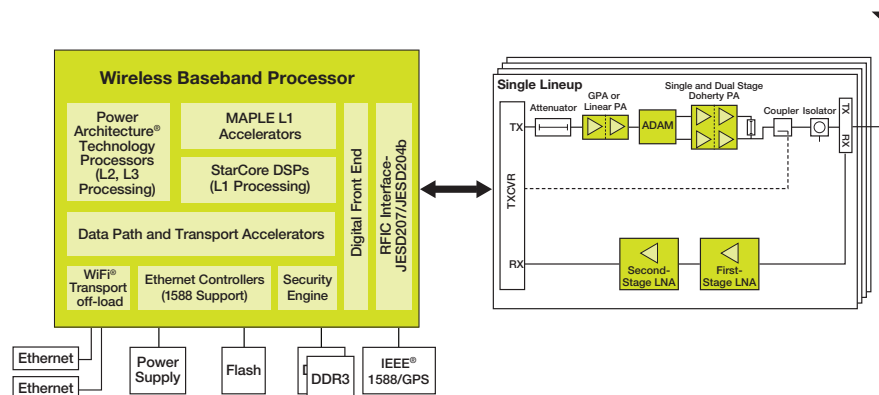 Wireless Baseband Processor
Power
Architecture®
Technology
Processors
(L2, L3
Processing)
MAPLE L1
Accelerators
StarCore DSPs
(L1 Processing)
Data Path and Transport Accelerators
WiFi®
Transport
off-load
Ethernet Controllers
(1588 Support)
Security
Engine
Digital Front End
RFIC Interface-
JESD207/JESD204b
Ethernet
Ethernet
Power
Supply
Flash
DDR3
IEEE®
1588/GPS
Single Lineup
TXCVR
TX
RX
Attenuator
GPA or
Linear PA
ADAM
Single and Dual Stage
Doherty PA
Coupler
Isolator
TX
RX
Second-
Stage LNA
First-
Stage LNA